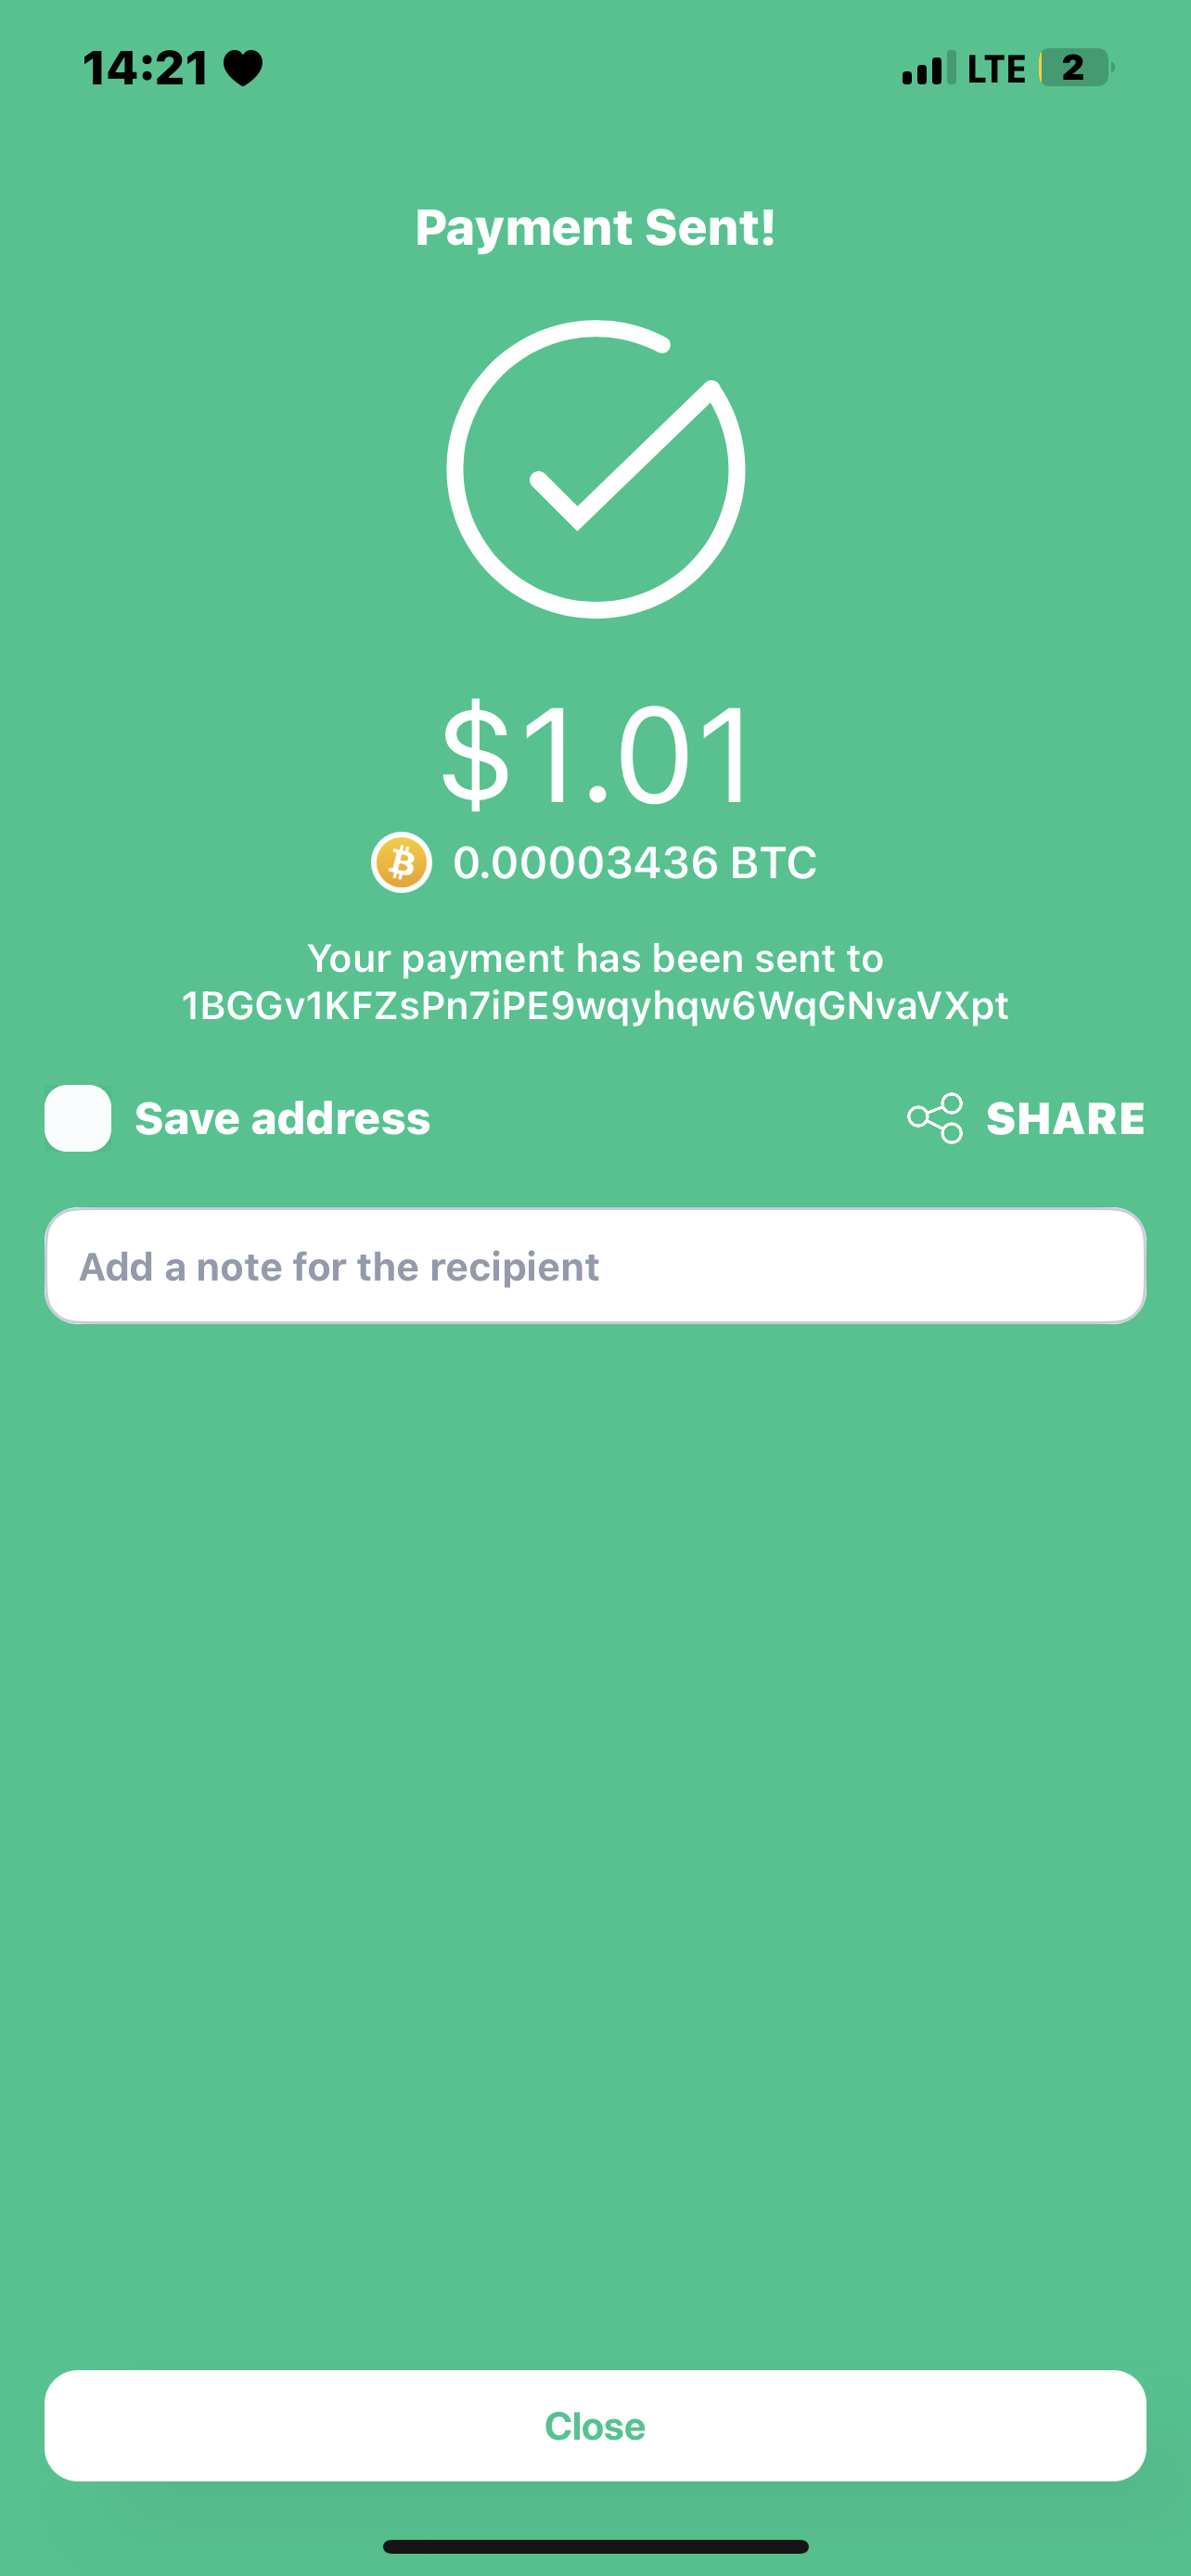 14:21
LTE 2
Payment Sent!
$1.01
0.00003436 BTC
Your payment has been sent to
1BGGv1KFZsPn7iPE9wqyhqw6WqGNvaVXpt
Save address
SHARE
Add a note for the recipient
Close